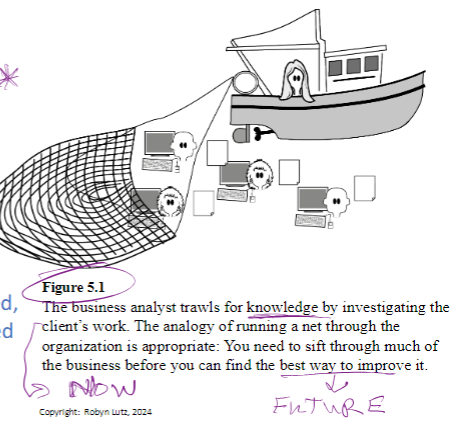 Figure 5.1
The business analyst trawls for knowledge by investigating the
d,
client's work. The analogy of running a net through the
ed
organization is appropriate: You need to sift through much of
the business before you can find the best way to improve it.
NOW
FUTURE
Copyright: Robyn Lutz, 2024